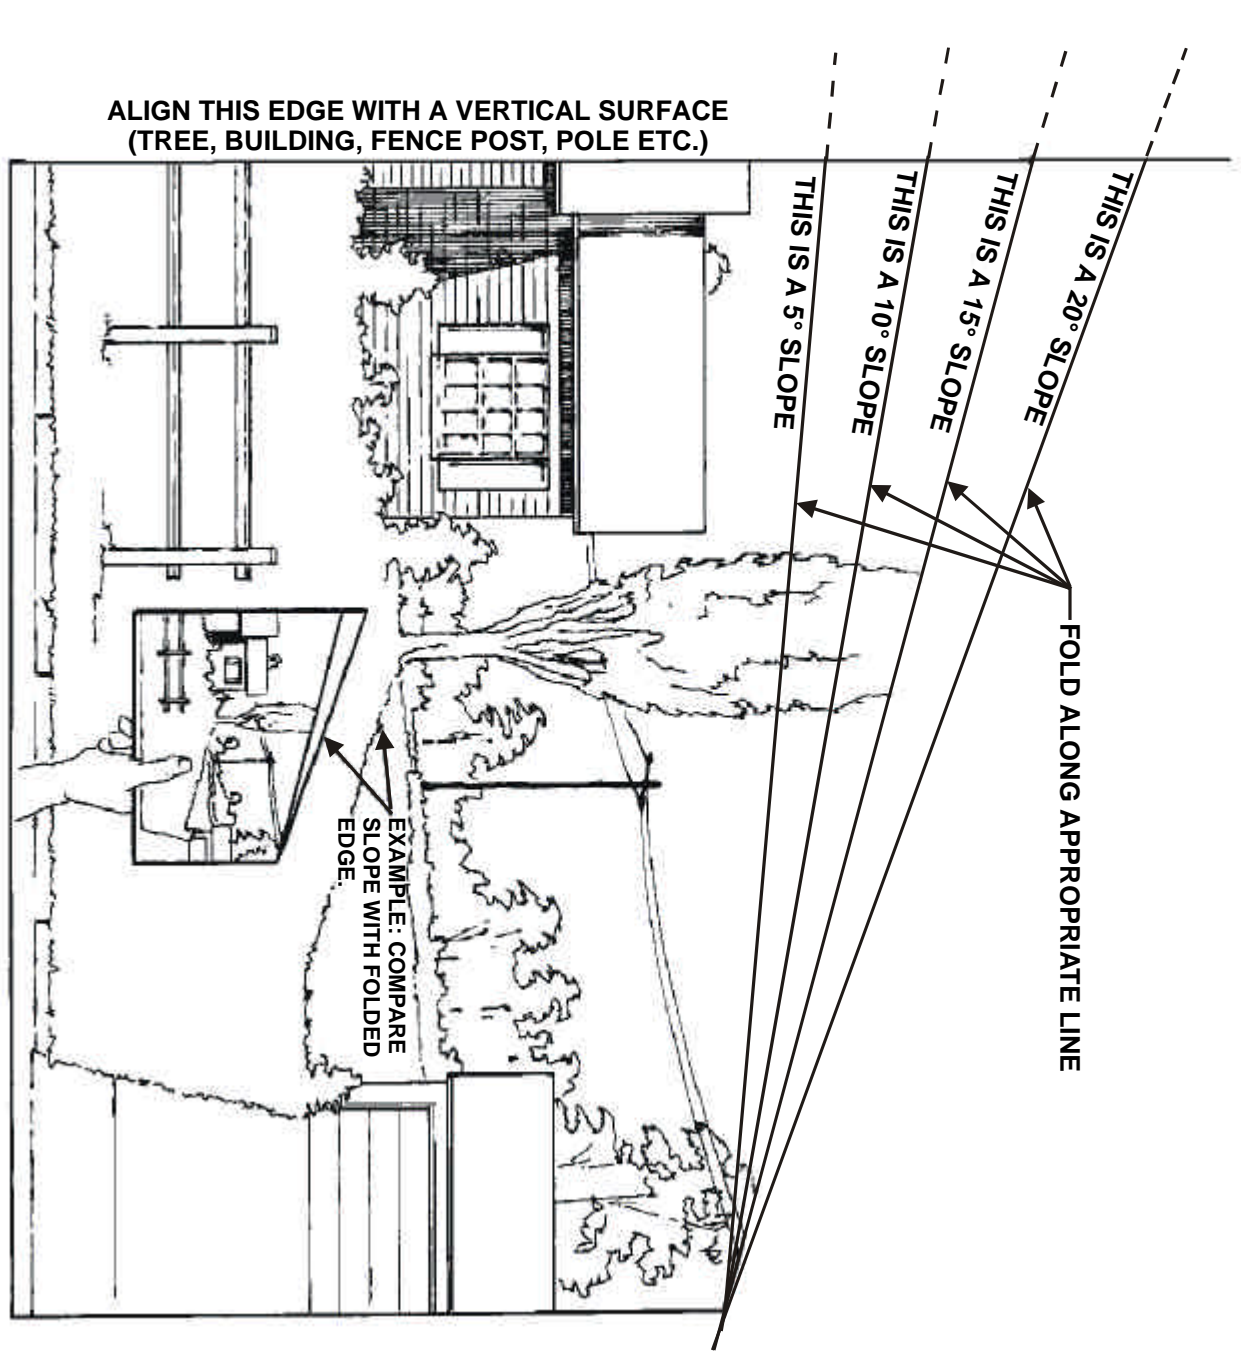 ALIGN THIS EDGE WITH A VERTICAL SURFACE
(TREE, BUILDING, FENCE POST, POLE ETC.)
THIS IS A 20° SLOPE
THIS IS A 15° SLOPE
THIS IS A 10° SLOPE
THIS IS A 5° SLOPE
FOLD ALONG APPROPRIATE LINE
EXAMPLE: COMPARE
SLOPE WITH FOLDED
EDGE.